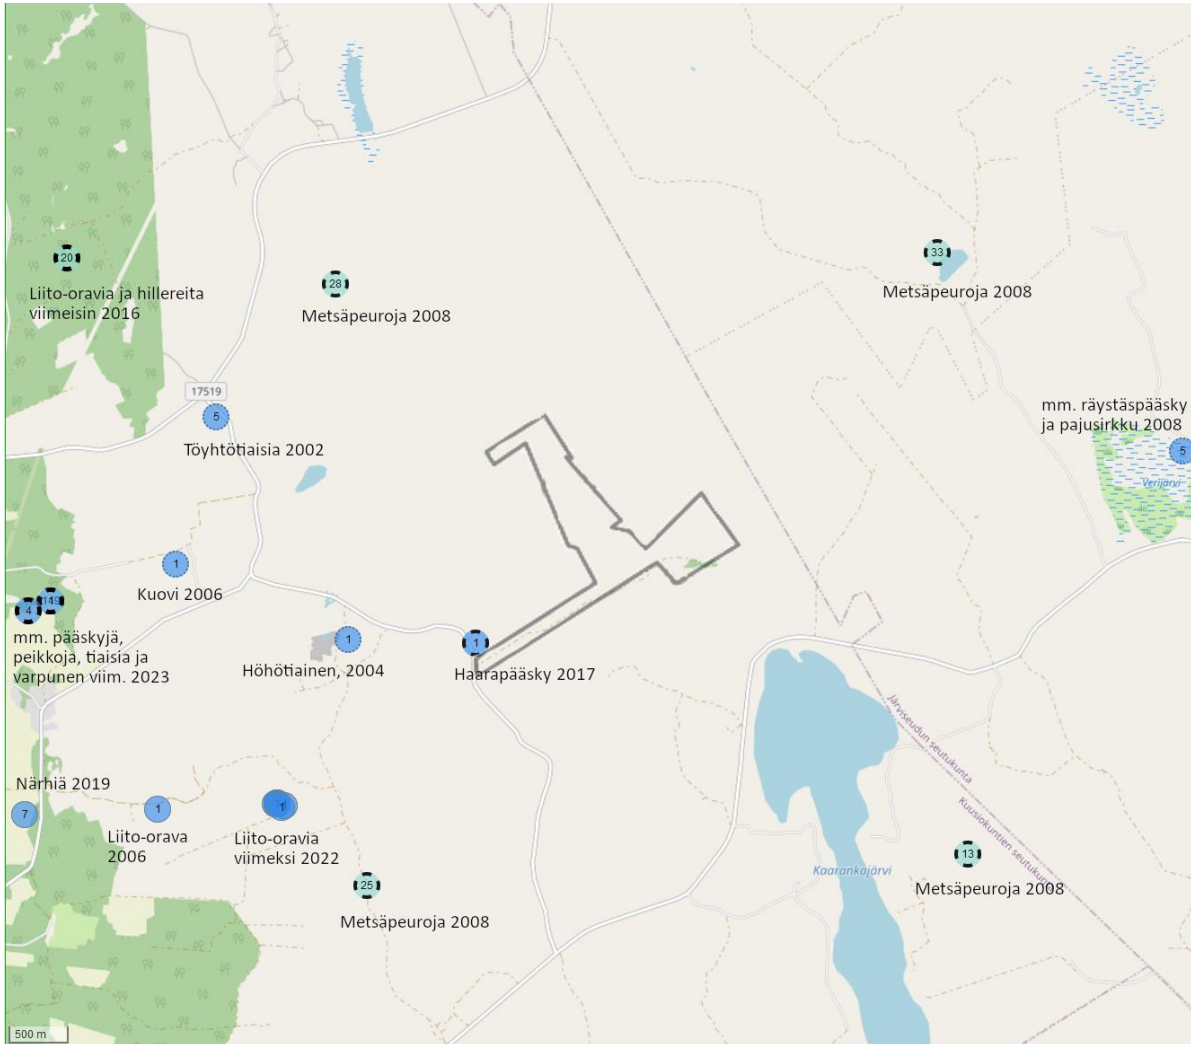 20
Liito-oravia ja hillereita
viimeisin 2016
28
Metsäpeuroja 2008
33
Metsäpeuroja 2008
17519
5
Töyhtötiaisia 2002
mm. räystäspääsky
ja pajusirkku 2008
5
Verijärvi
1
Kuovi 2006
4
mm. pääskyjä,
peikkoja, tiaisia ja
varpunen viim. 2023
1
Höhötiainen, 2004
1
Haarapääsky 2017
Järviseudun seutukunta
Kuusiokuntien seutukunta
Närhiä 2019
7
1
Liito-orava
2006
1
Liito-oravia
viimeksi 2022
25
Metsäpeuroja 2008
Kaarankajärvi
13
Metsäpeuroja 2008
500 m